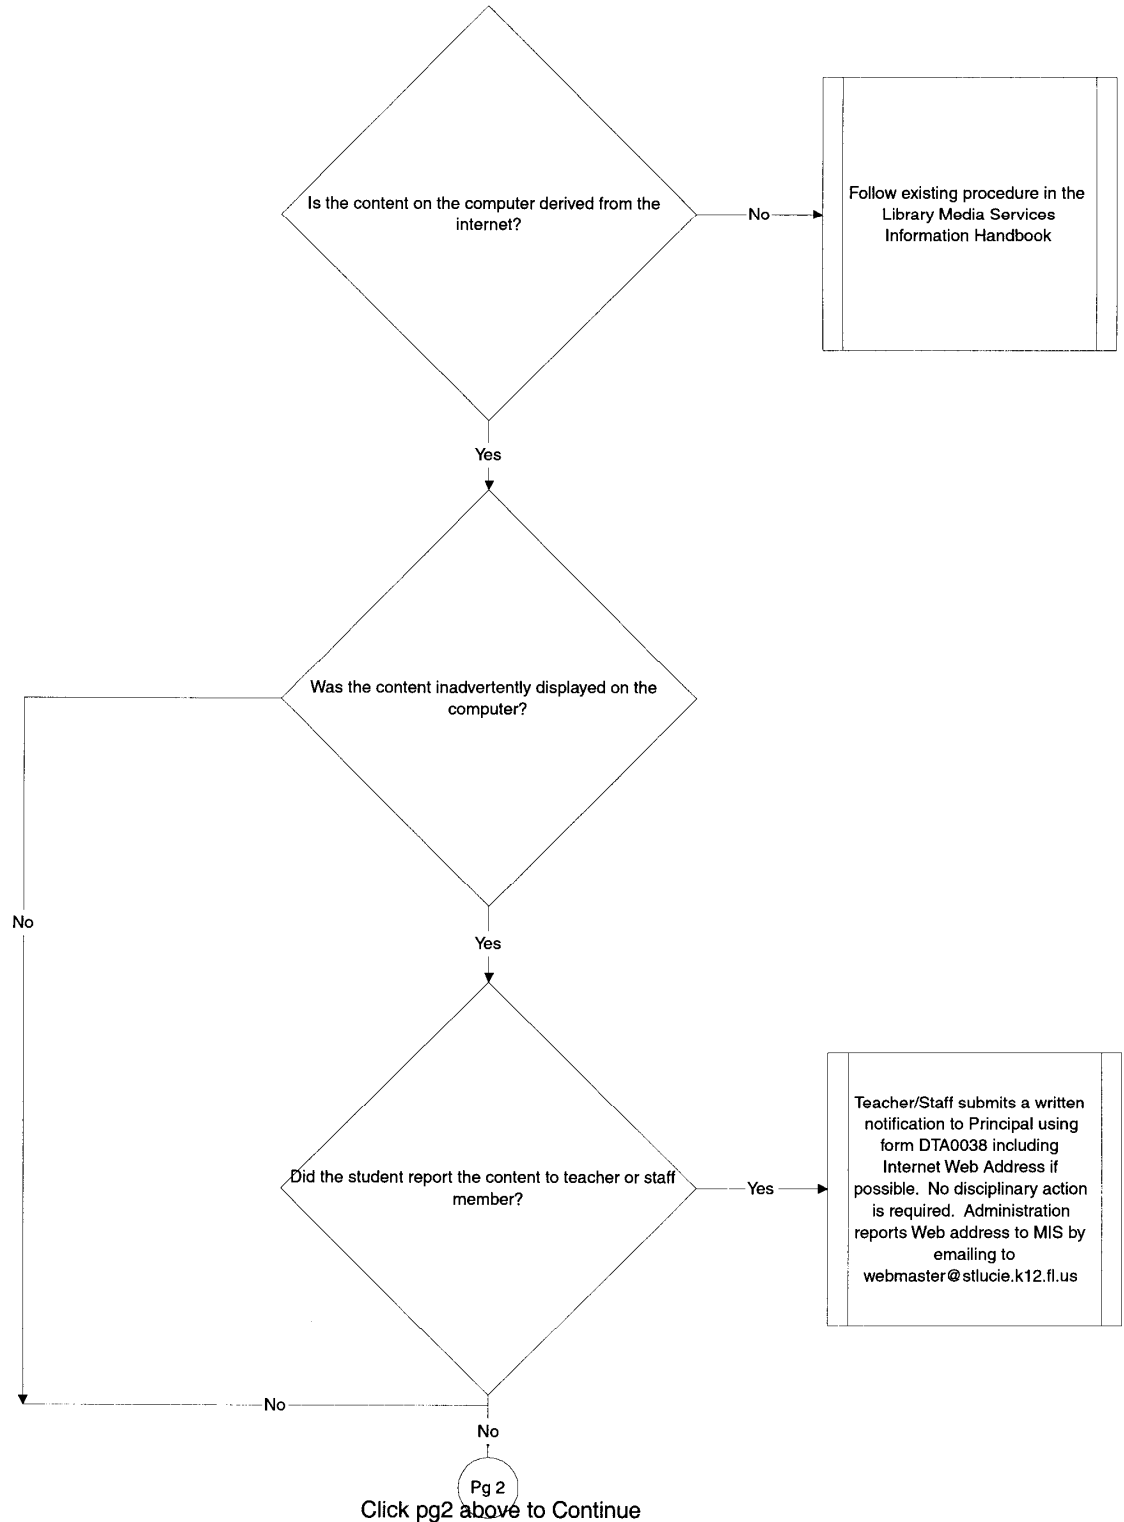 Is the content on the computer derived from the
internet?
No
Follow existing procedure in the
Library Media Services
Information Handbook
Yes
Was the content inadvertently displayed on the
computer?
No
Yes
Did the student report the content to teacher or staff
member?
Yes
Teacher/Staff submits a written
notification to Principal using
form DTA0038 including
Internet Web Address if
possible. No disciplinary action
is required. Administration
reports Web address to MIS by
emailing to
webmaster@stlucie.k12.fl.us
No
No
Pg 2
Click pg2 above to Continue